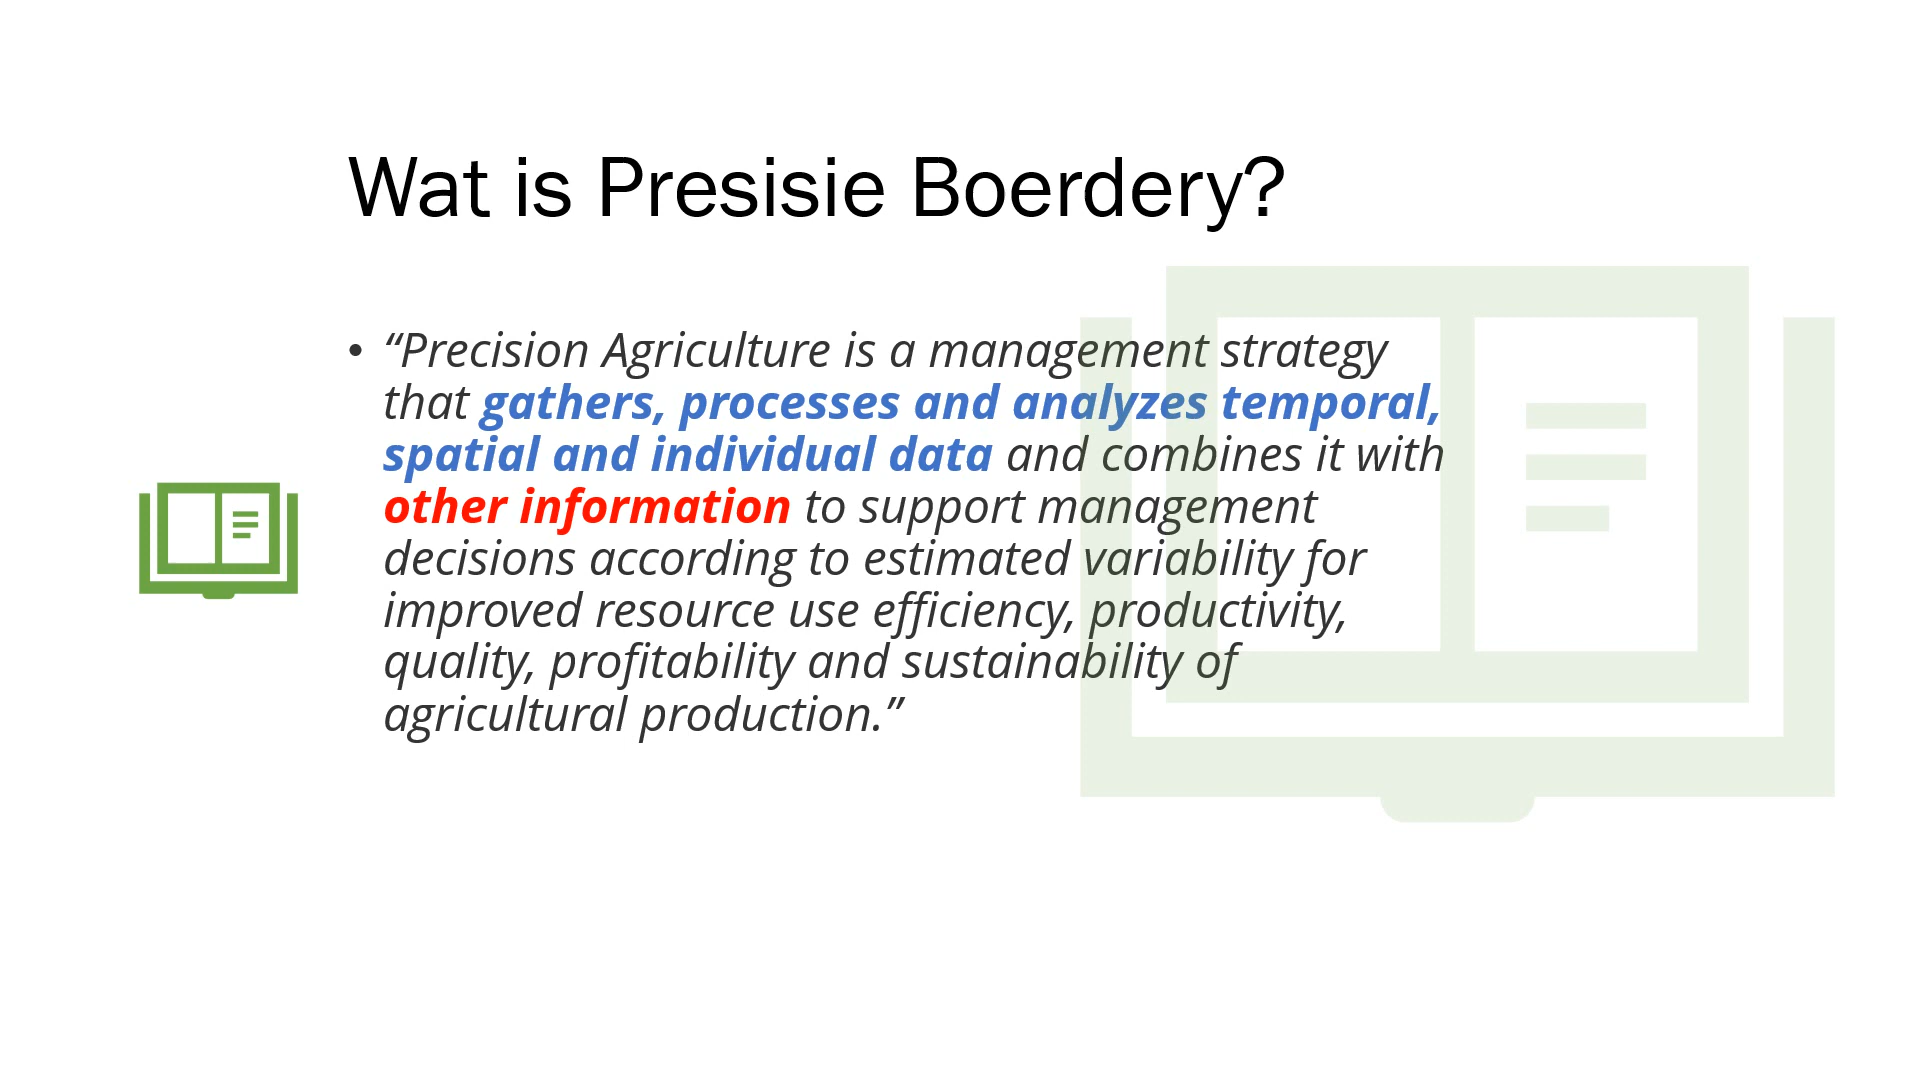 Wat is Presisie Boerdery?
• “Precision Agriculture is a management strategy
that gathers, processes and analyzes temporal,
spatial and individual data and combines it with
other information to support management
decisions according to estimated variability for
improved resource use efficiency, productivity,
quality, profitability and sustainability of
agricultural production.”